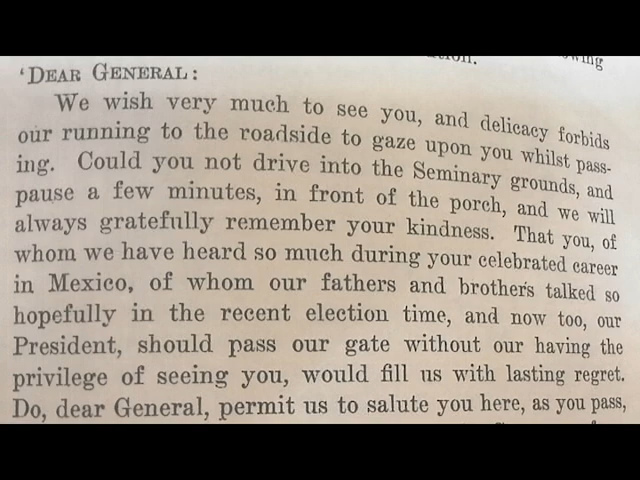 'DEAR GENERAL:
We wish very much to see you, and delicacy forbids
our running to the roadside to gaze upon you whilst pass-
ing. Could you not drive into the Seminary grounds, and
pause a few minutes, in front of the porch, and we will
always gratefully remember your kindness. That you, of
whom we have heard so much during your celebrated career
in Mexico, of whom our fathers and brothers talked so
hopefully in the recent election time, and now too, our
President, should pass our gate without our having the
privilege of seeing you, would fill us with lasting regret.
Do, dear General, permit us to salute you here, as you pass,